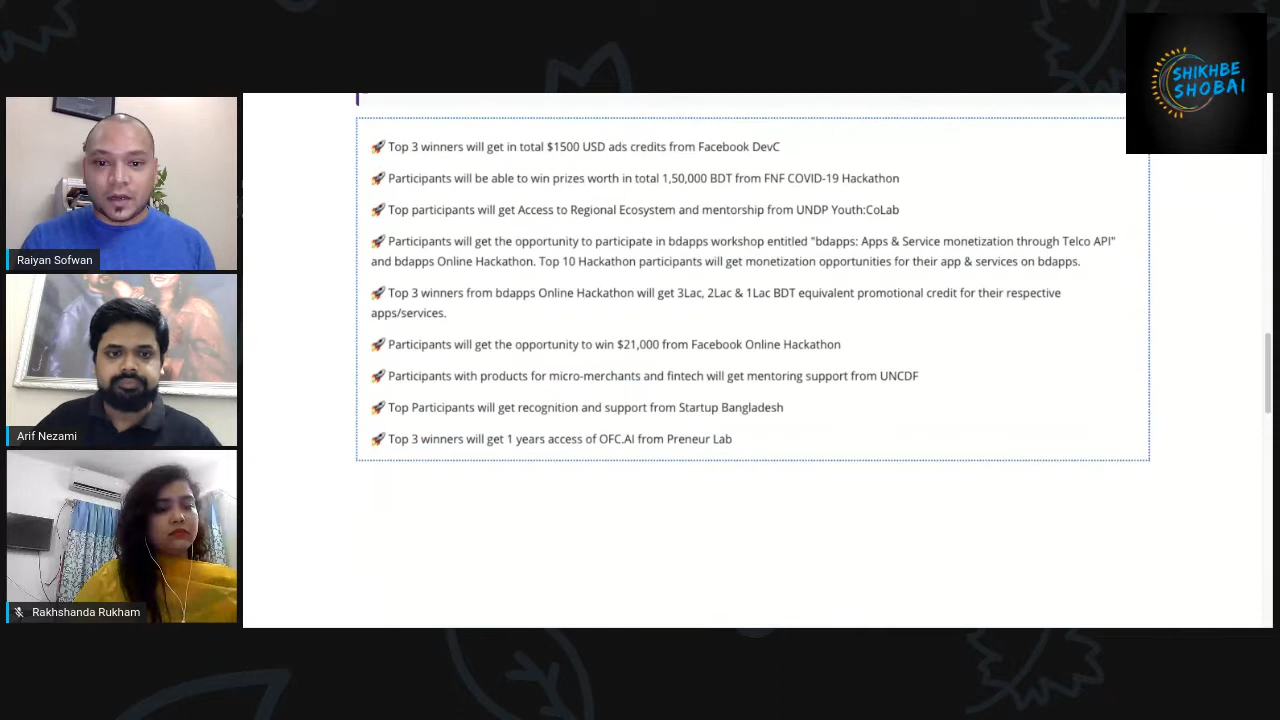 SHIKHBE
SHOBAI
🚀 Top 3 winners will get in total $1500 USD ads credits from Facebook DevC
🚀 Participants will be able to win prizes worth in total 1,50,000 BDT from FNF COVID-19 Hackathon
🚀 Top participants will get Access to Regional Ecosystem and mentorship from UNDP Youth:CoLab
🚀 Participants will get the opportunity to participate in bdapps workshop entitled "bdapps: Apps & Service monetization through Telco API"
and bdapps Online Hackathon. Top 10 Hackathon participants will get monetization opportunities for their app & services on bdapps.
🚀 Top 3 winners from bdapps Online Hackathon will get 3Lac, 2Lac & 1Lac BDT equivalent promotional credit for their respective
apps/services.
🚀 Participants will get the opportunity to win $21,000 from Facebook Online Hackathon
🚀 Participants with products for micro-merchants and fintech will get mentoring support from UNCDF
🚀 Top Participants will get recognition and support from Startup Bangladesh
🚀 Top 3 winners will get 1 years access of OFC.AI from Preneur Lab
Raiyan Sofwan
Arif Nezami
Rakhshanda Rukham